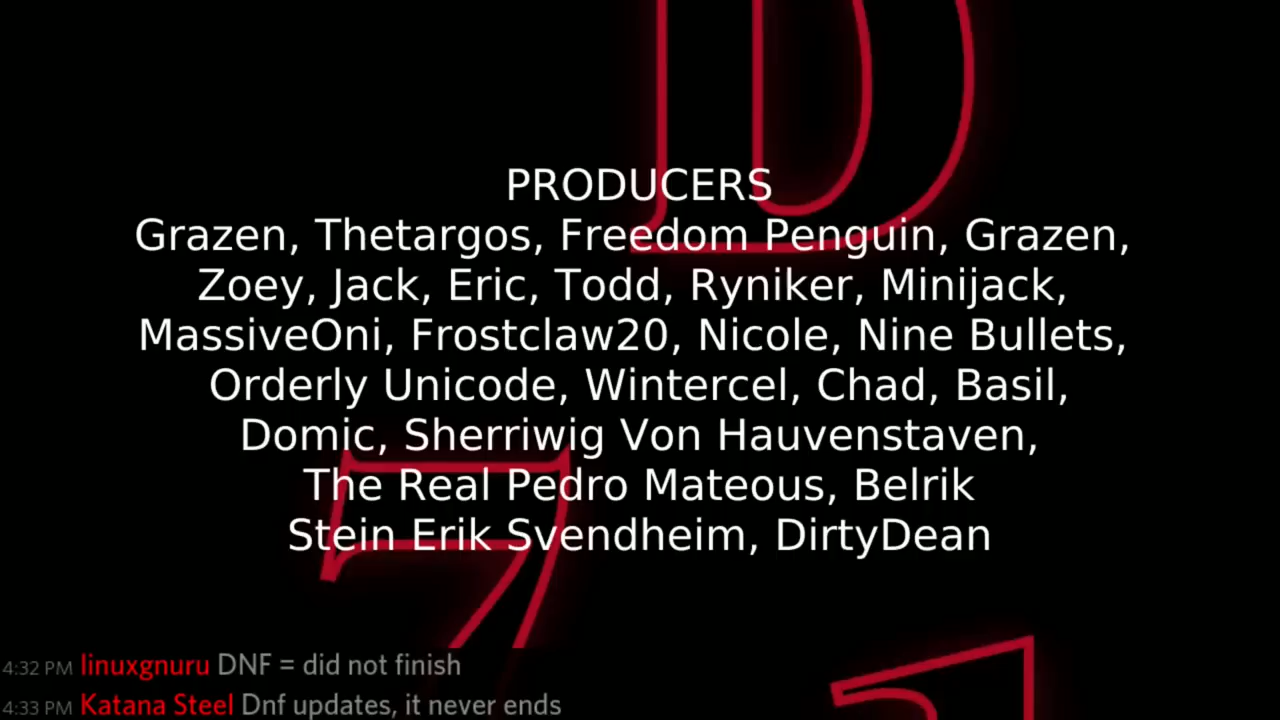 PRODUCERS
Grazen, Thetargos, Freedom Penguin, Grazen,
Zoey, Jack, Eric, Todd, Ryniker, Minijack,
MassiveOni, Frostclaw20, Nicole, Nine Bullets,
Orderly Unicode, Wintercel, Chad, Basil,
Domic, Sherriwig Von Hauvenstaven,
The Real Pedro Mateous, Belrik
Stein Erik Svendheim, DirtyDean
4:32 PM linuxgnuru DNF = did not finish
4:33 PM Katana Steel Dnf updates, it never ends